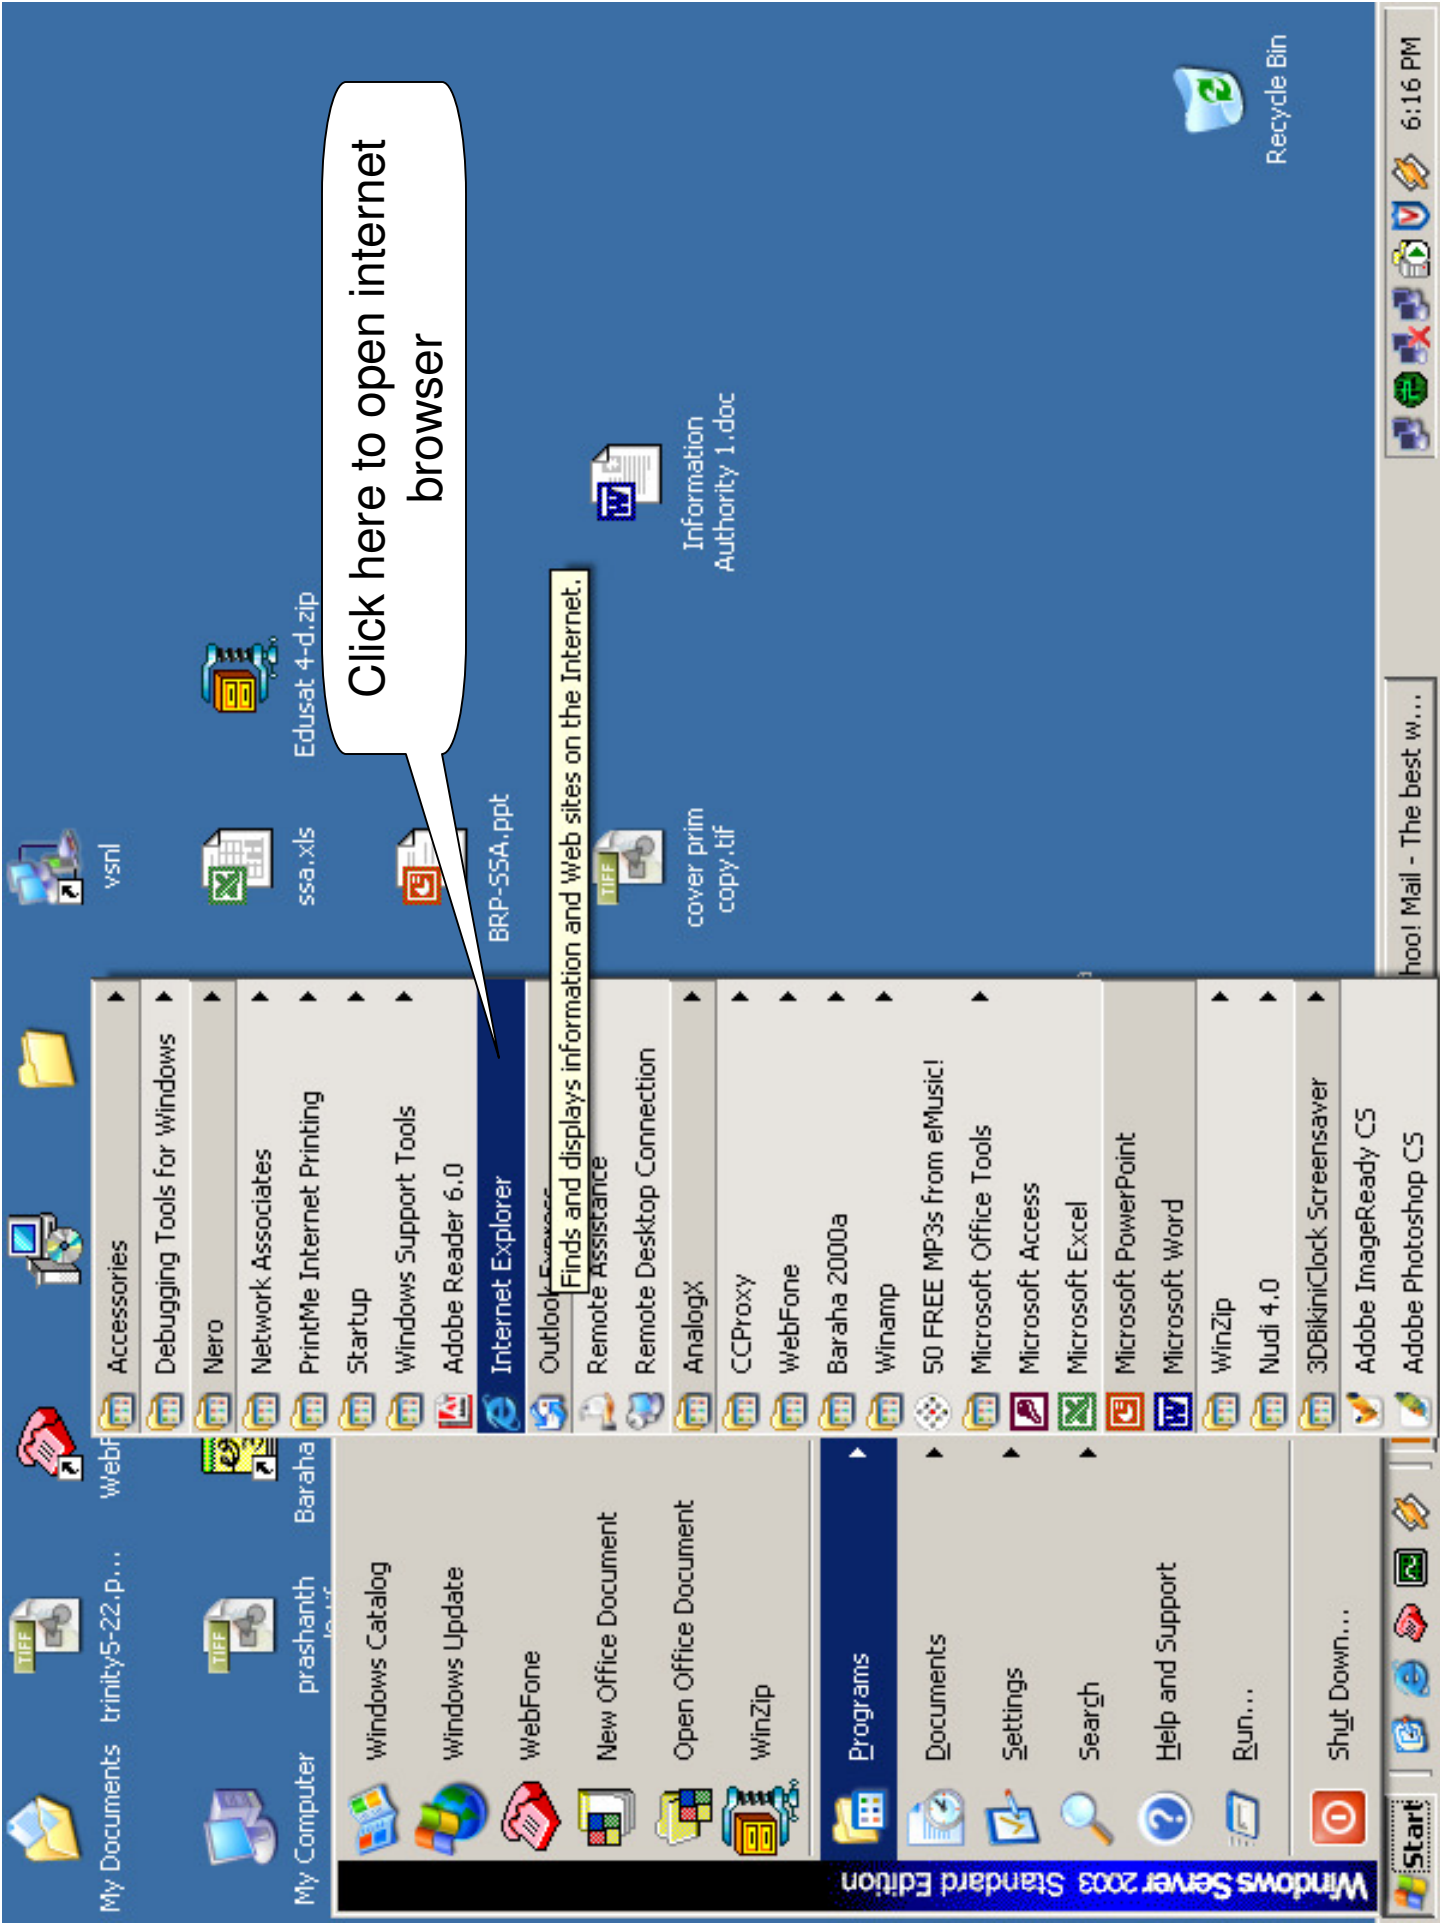 My Documents
trinity5-22.p...
WebF
vsnl
My Computer
prashanth
Baraha
ssa.xls
Edusat 4-d.zip
BRP-SSA.ppt
cover prim
copy.tif
Information
Authority 1.doc
Recycle Bin
Click here to open internet
browser
Windows Catalog
Windows Update
WebFone
New Office Document
Open Office Document
WinZip
Programs
Documents
Settings
Search
Help and Support
Run...
Shut Down...
Windows Server 2003 Standard Edition
Accessories
Debugging Tools for Windows
Nero
Network Associates
PrintMe Internet Printing
Startup
Windows Support Tools
Adobe Reader 6.0
Internet Explorer
Outlook Express
Finds and displays information and Web sites on the Internet.
Remote Assistance
Remote Desktop Connection
AnalogX
CCProxy
WebFone
Baraha 2000a
Winamp
50 FREE MP3s from eMusic!
Microsoft Office Tools
Microsoft Access
Microsoft Excel
Microsoft PowerPoint
Microsoft Word
WinZip
Nudi 4.0
3DBikiniClock Screensaver
Adobe ImageReady CS
Adobe Photoshop CS
TIFF
TIFF
TIFF
Start
hoo! Mail - The best w...
6:16 PM